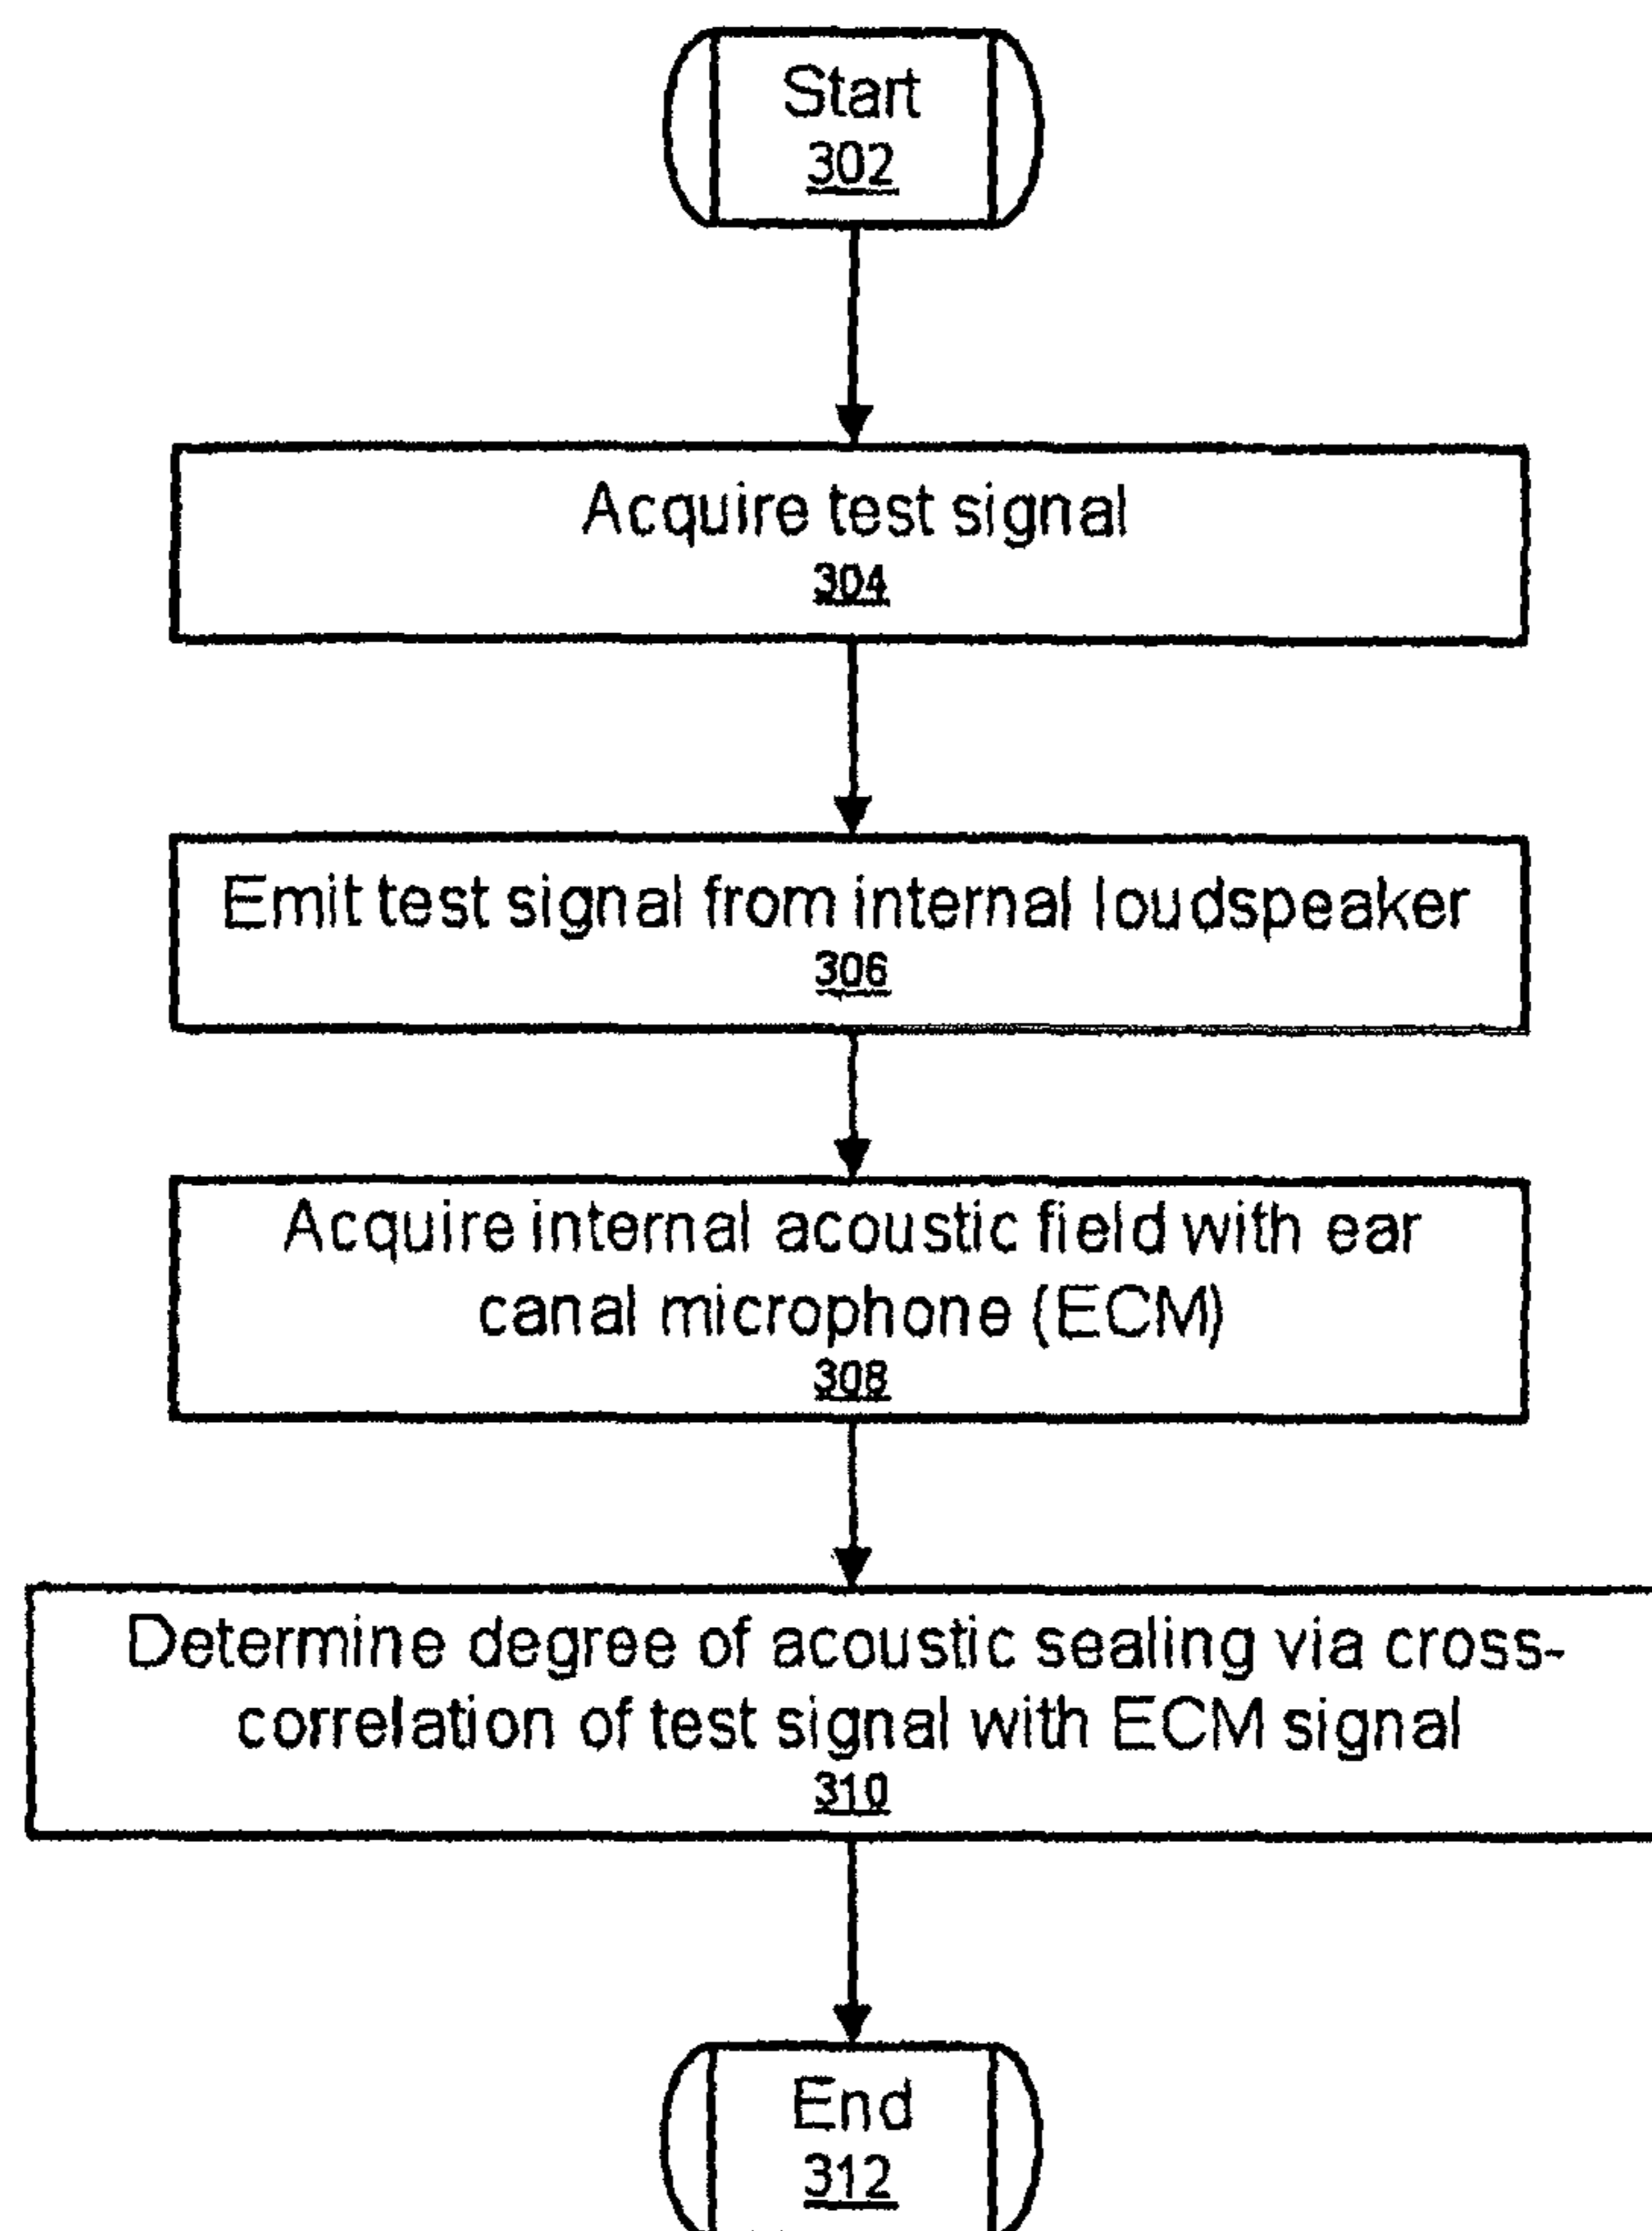 Start
302
Acquire test signal
304
Emit test signal from internal loudspeaker
306
Acquire internal acoustic field with ear
canal microphone (ECM)
308
Determine degree of acoustic sealing via cross-
correlation of test signal with ECM signal
310
End
312